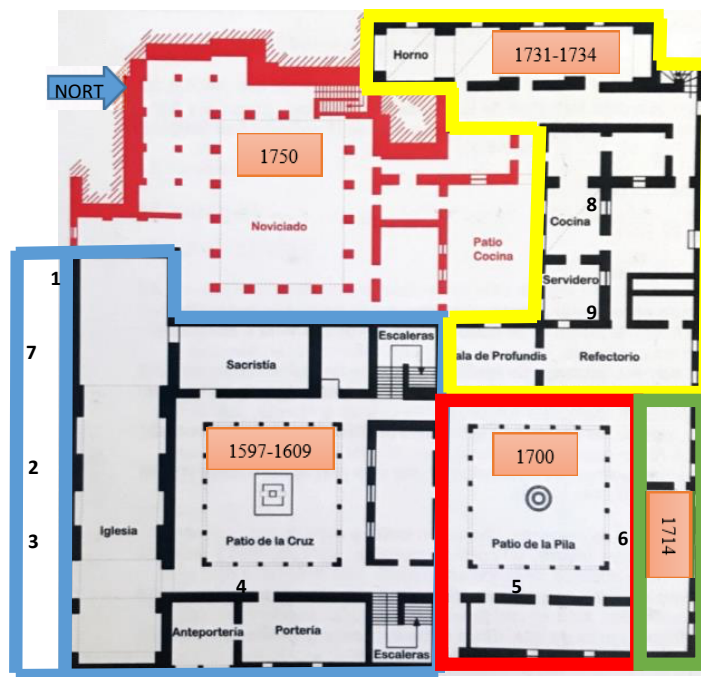 Horno
1731-1734
NORT
1750
Noviciado
Patio
Cocina
8
Cocina
Servidero
9
1
7
2
3
Escaleras
Sacristía
ala de Profundis
Refectorio
1597-1609
Patio de la Cruz
Iglesia
4
1700
Patio de la Pila
6
5
1714
Anteportería
Portería
Escaleras